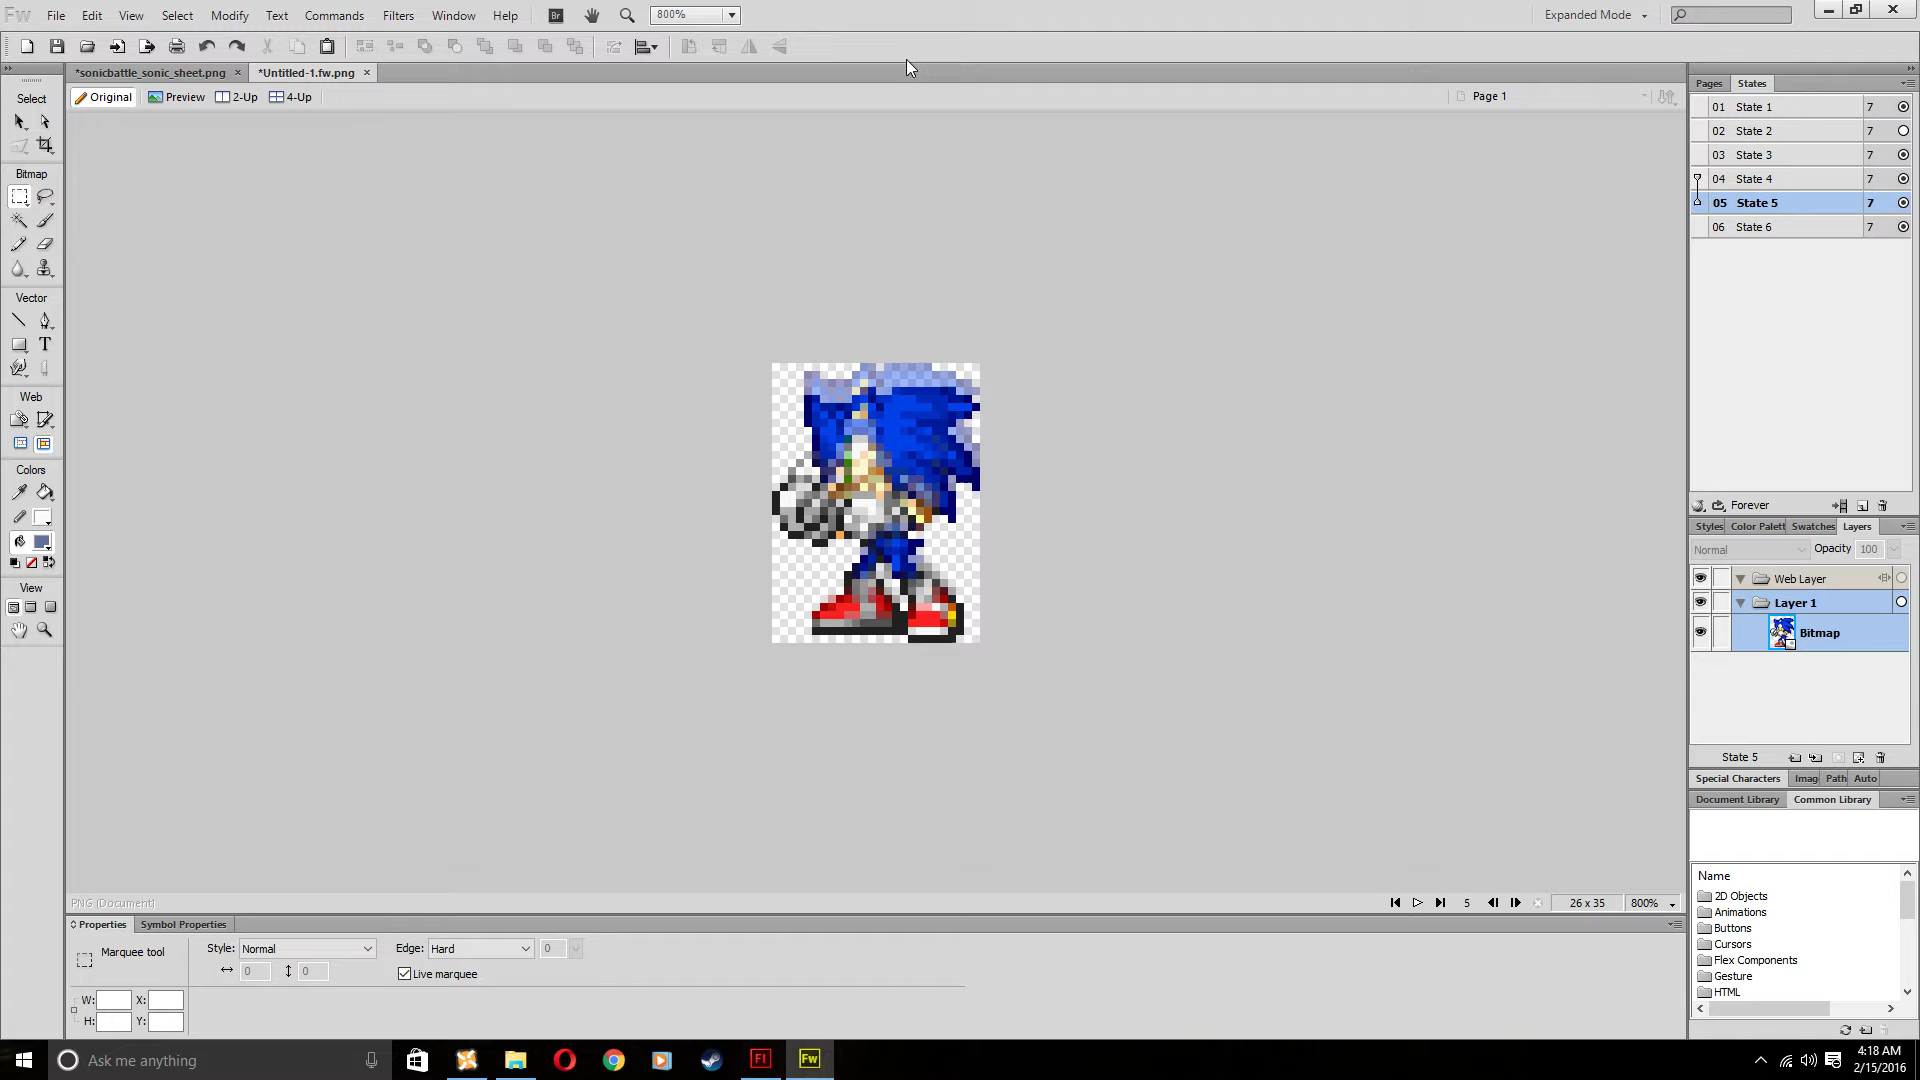 Fw File Edit View Select Modify Text Commands Filters Window Help Br 800% Expanded Mode
*sonicbattle_sonic_sheet.png × *Untitled-1.fw.png ×
Original Preview 2-Up 4-Up Page 1
Select
Bitmap
Vector
T
Web
Colors
View
Pages States
01 State 1 7
02 State 2 7
03 State 3 7
04 State 4 7
05 State 5 7
06 State 6 7
Forever
Styles Color Palett Swatches Layers
Normal Opacity 100
Web Layer
Layer 1
Bitmap
State 5
Special Characters Imag Path Auto
Document Library Common Library
Name
2D Objects
Animations
Buttons
Cursors
Flex Components
Gesture
HTML
PNG (Document) 5 26 x 35 800%
Properties Symbol Properties
Marquee tool Style: Normal Edge: Hard 0
0 0 Live marquee
W: X:
H: Y:
Ask me anything Fl Fw 4:18 AM
2/15/2016